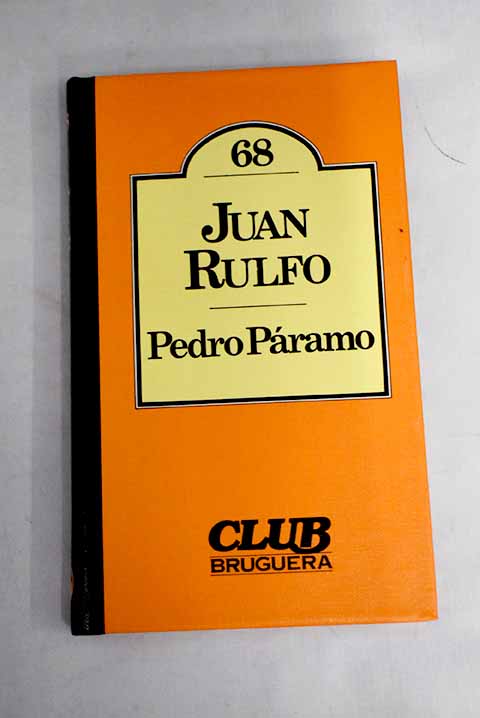 68
JUAN
RULFO
Pedro Páramo
CLUB
BRUGUERA